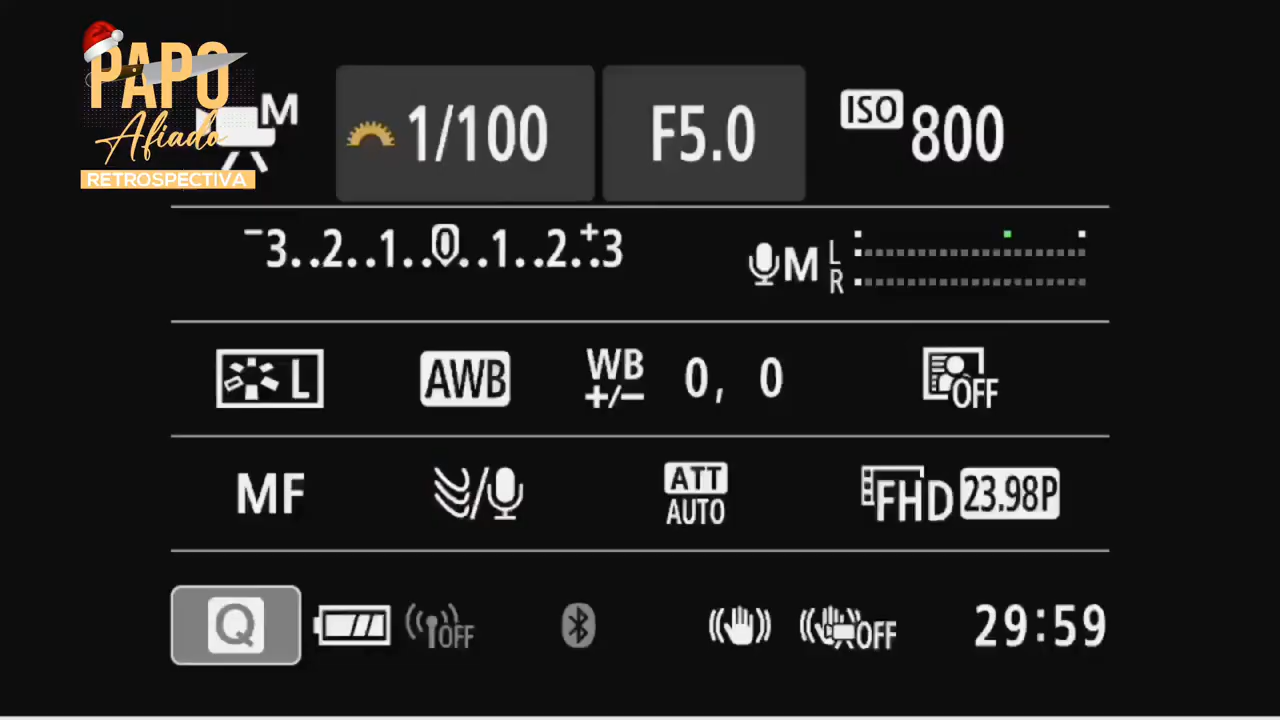 PAPO
Afiado
RETROSPECTIVA
M
1/100
F5.0
ISO 800
-3..2..1..0..1..2..+3
M L R
L
AWB
WB +/- 0, 0
OFF
MF
ATT AUTO
FHD 23.98P
Q
OFF
OFF
29:59